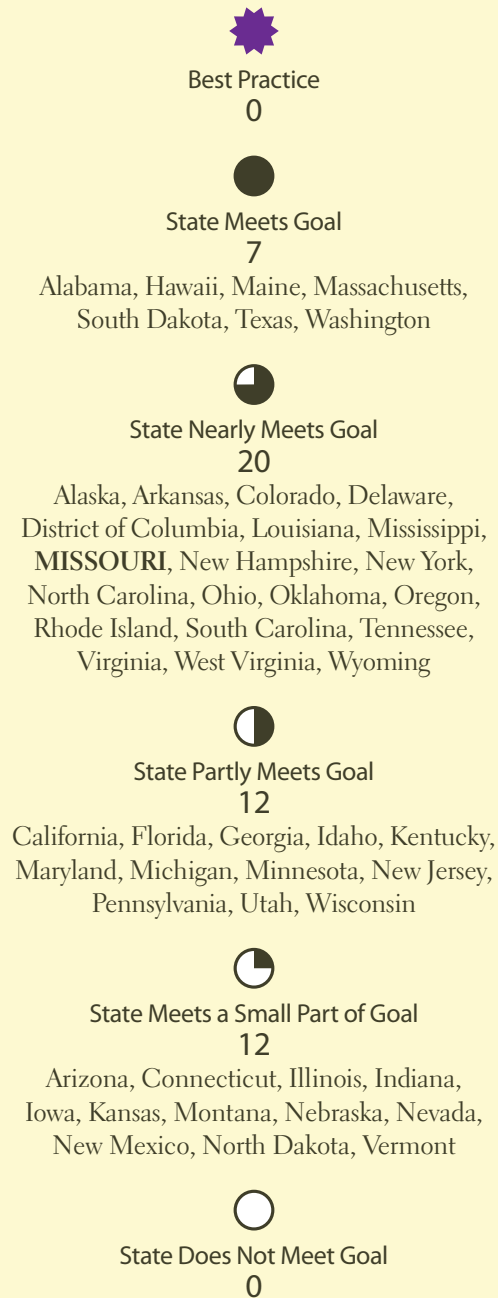 Best Practice
0
State Meets Goal
7
Alabama, Hawaii, Maine, Massachusetts,
South Dakota, Texas, Washington
State Nearly Meets Goal
20
Alaska, Arkansas, Colorado, Delaware,
District of Columbia, Louisiana, Mississippi,
MISSOURI, New Hampshire, New York,
North Carolina, Ohio, Oklahoma, Oregon,
Rhode Island, South Carolina, Tennessee,
Virginia, West Virginia, Wyoming
State Partly Meets Goal
12
California, Florida, Georgia, Idaho, Kentucky,
Maryland, Michigan, Minnesota, New Jersey,
Pennsylvania, Utah, Wisconsin
State Meets a Small Part of Goal
12
Arizona, Connecticut, Illinois, Indiana,
Iowa, Kansas, Montana, Nebraska, Nevada,
New Mexico, North Dakota, Vermont
State Does Not Meet Goal
0